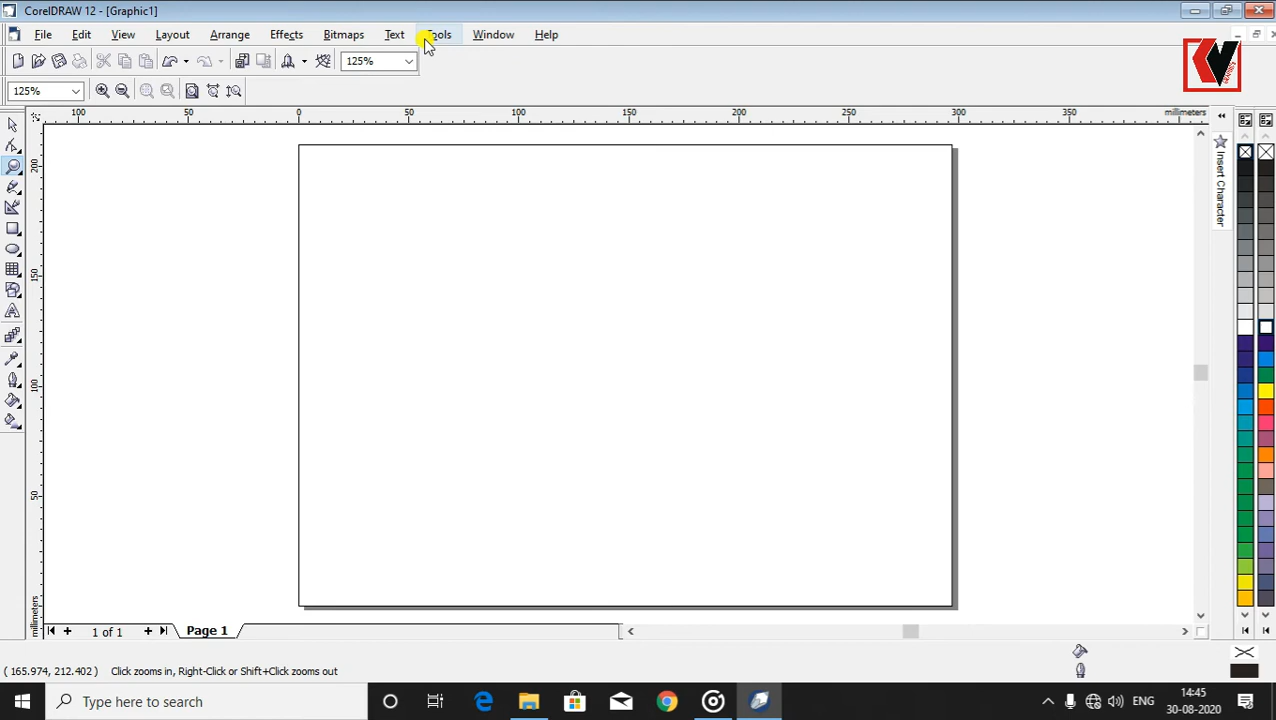 CorelDRAW 12 - [Graphic1]
File Edit View Layout Arrange Effects Bitmaps Text Tools Window Help
125%
125%
100 50 0 50 100 150 200 250 300 350 millimeters
200
150
100
50
millimeters
Insert Character
1 of 1 Page 1
(165.974, 212.402) Click zooms in, Right-Click or Shift+Click zooms out
Type here to search
ENG
14:45
30-08-2020